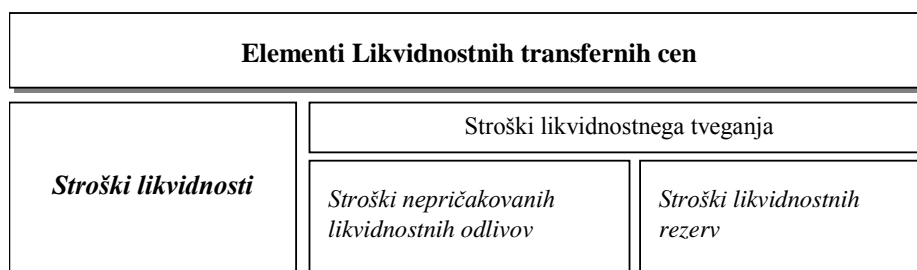 Elementi Likvidnostnih transfernih cen
Stroški likvidnosti
Stroški likvidnostnega tveganja
Stroški nepričakovanih
likvidnostnih odlivov
Stroški likvidnostnih
rezerv